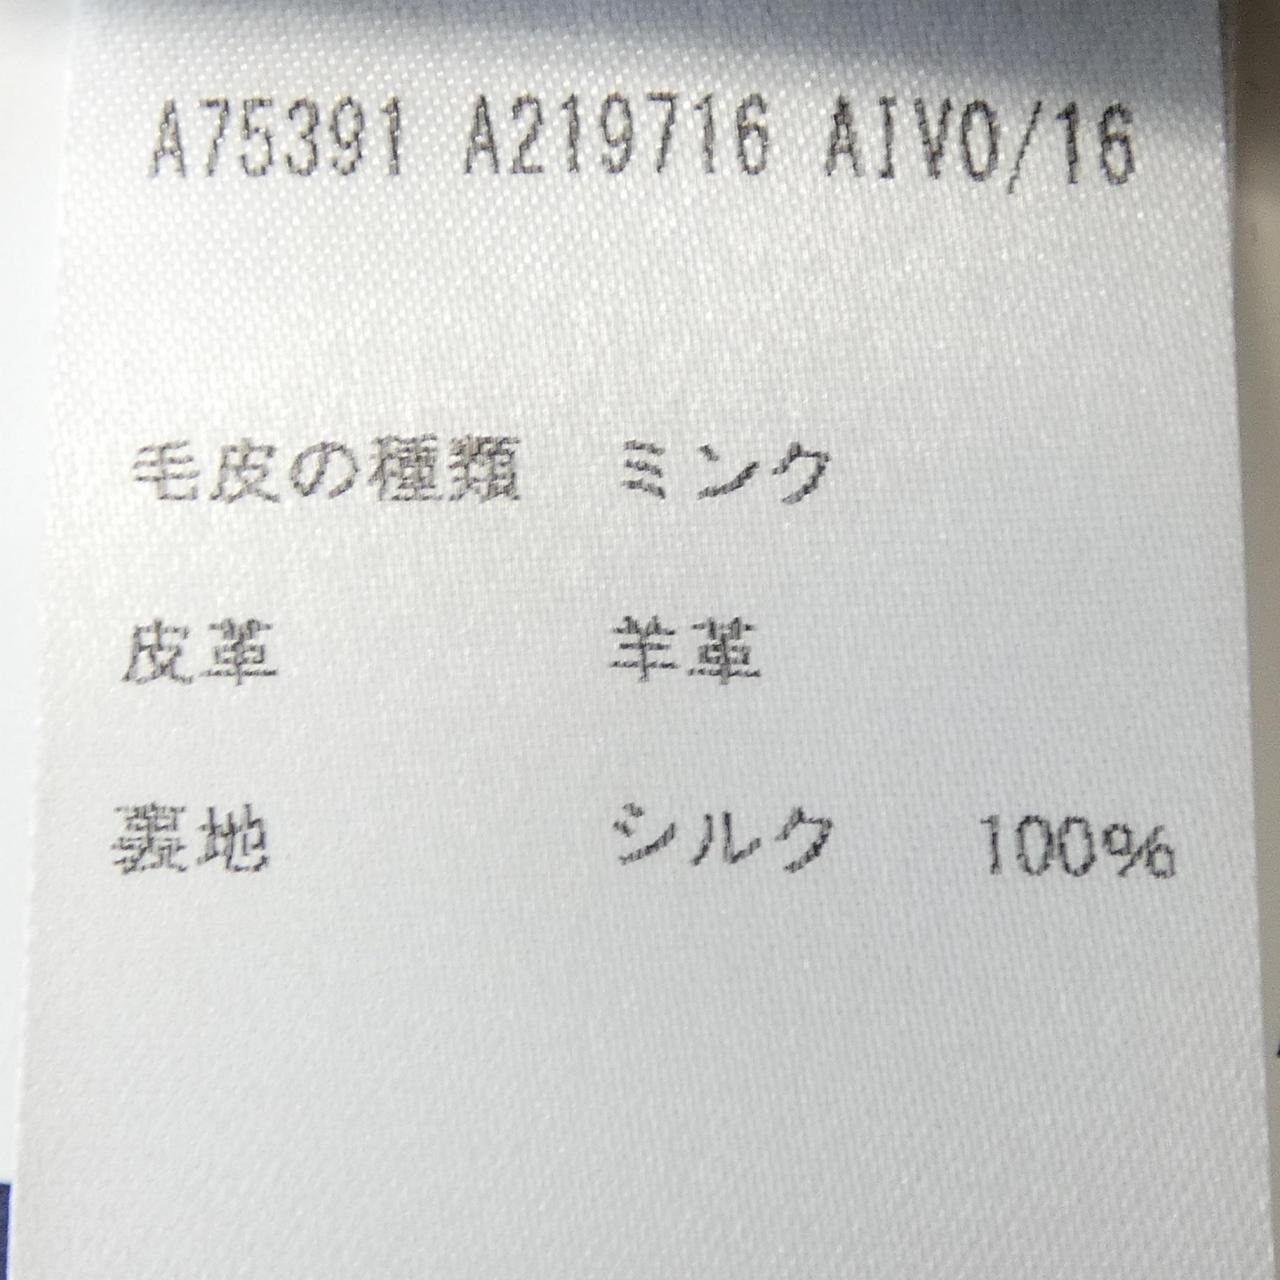 A75391 A219716 AIVO/16
毛皮の種類 ミンク
皮革 羊革
裏地 シルク 100%